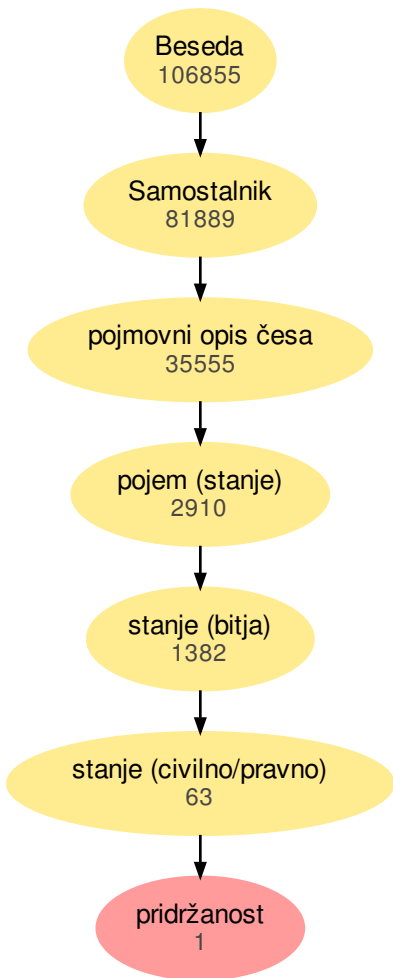 Beseda
106855
Samostalnik
81889
pojmovni opis česa
35555
pojem (stanje)
2910
stanje (bitja)
1382
stanje (civilno/pravno)
63
pridržanost
1